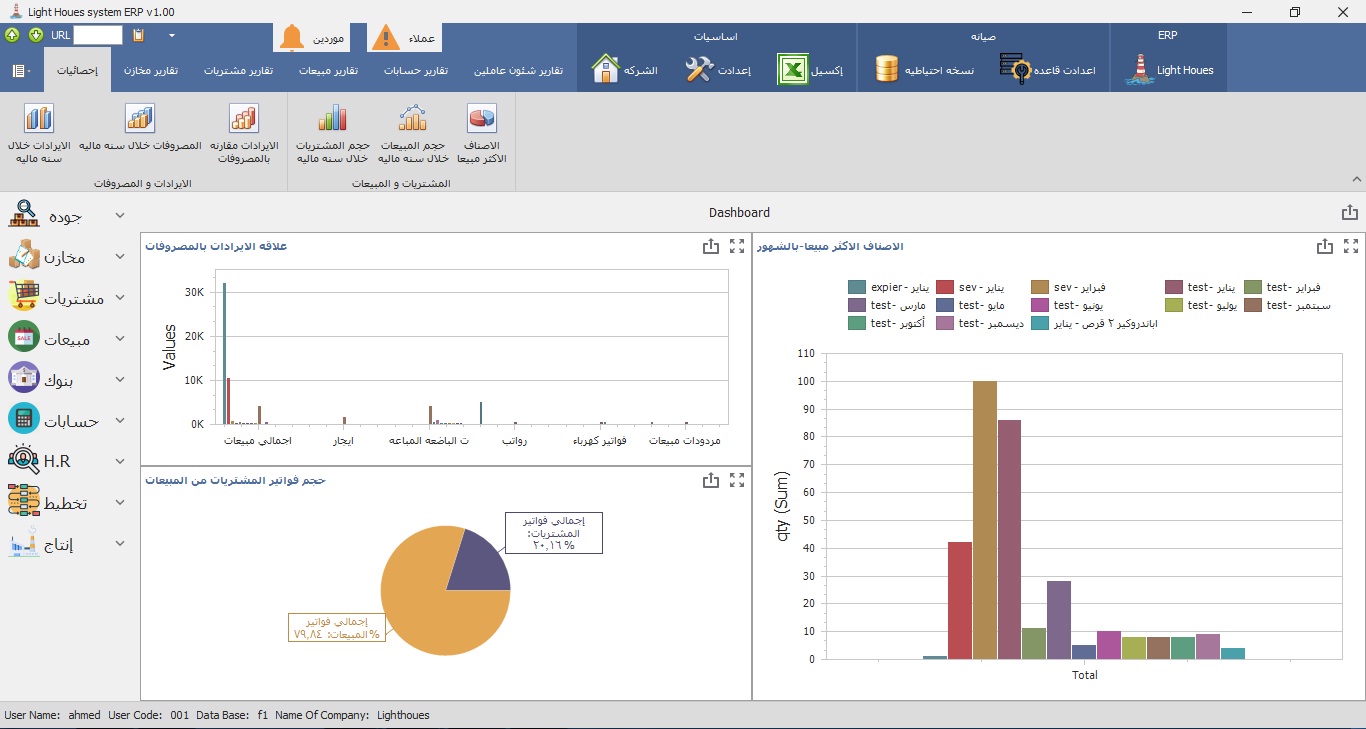 Light Houes system ERP v1.00
URL
موردين
عملاء
اساسيات
صيانه
ERP
إحصائيات
تقارير مخازن
تقارير مشتريات
تقارير مبيعات
تقارير حسابات
تقارير شئون عاملين
الشركه
إعدادت
إكسيل
نسخه احتياطيه
اعدادت قاعده
Light Houes
الايرادات خلال
سنه ماليه
المصروفات خلال سنه ماليه
الايرادات مقارنه
بالمصروفات
حجم المشتريات
خلال سنه ماليه
حجم المبيعات
خلال سنه ماليه
الاصناف
الاكثر مبيعا
الايرادات و المصروفات
المشتريات و المبيعات
جوده
مخازن
مشتريات
مبيعات
بنوك
حسابات
H.R
تخطيط
إنتاج
Dashboard
علاقه الايرادات بالمصروفات
Values
30K
20K
10K
0K
اجمالي مبيعات
ايجار
ت الباضعه المباعه
رواتب
فواتير كهرباء
مردودات مبيعات
حجم فواتير المشتريات من المبيعات
إجمالي فواتير
المشتريات:
٢٠,١٦ %
إجمالي فواتير
المبيعات: ٧٩,٨٤%
الاصناف الاكثر مبيعا-بالشهور
expier - يناير
sev - يناير
sev - فبراير
test- يناير
test- فبراير
test- مارس
test- مايو
test- يونيو
test- يوليو
test- سبتمبر
test- أكتوبر
test- ديسمبر
اباندروكير ٢ قرص - يناير
qty (Sum)
110
100
90
80
70
60
50
40
30
20
10
0
Total
User Name: ahmed User Code: 001 Data Base: f1 Name Of Company: Lighthoues